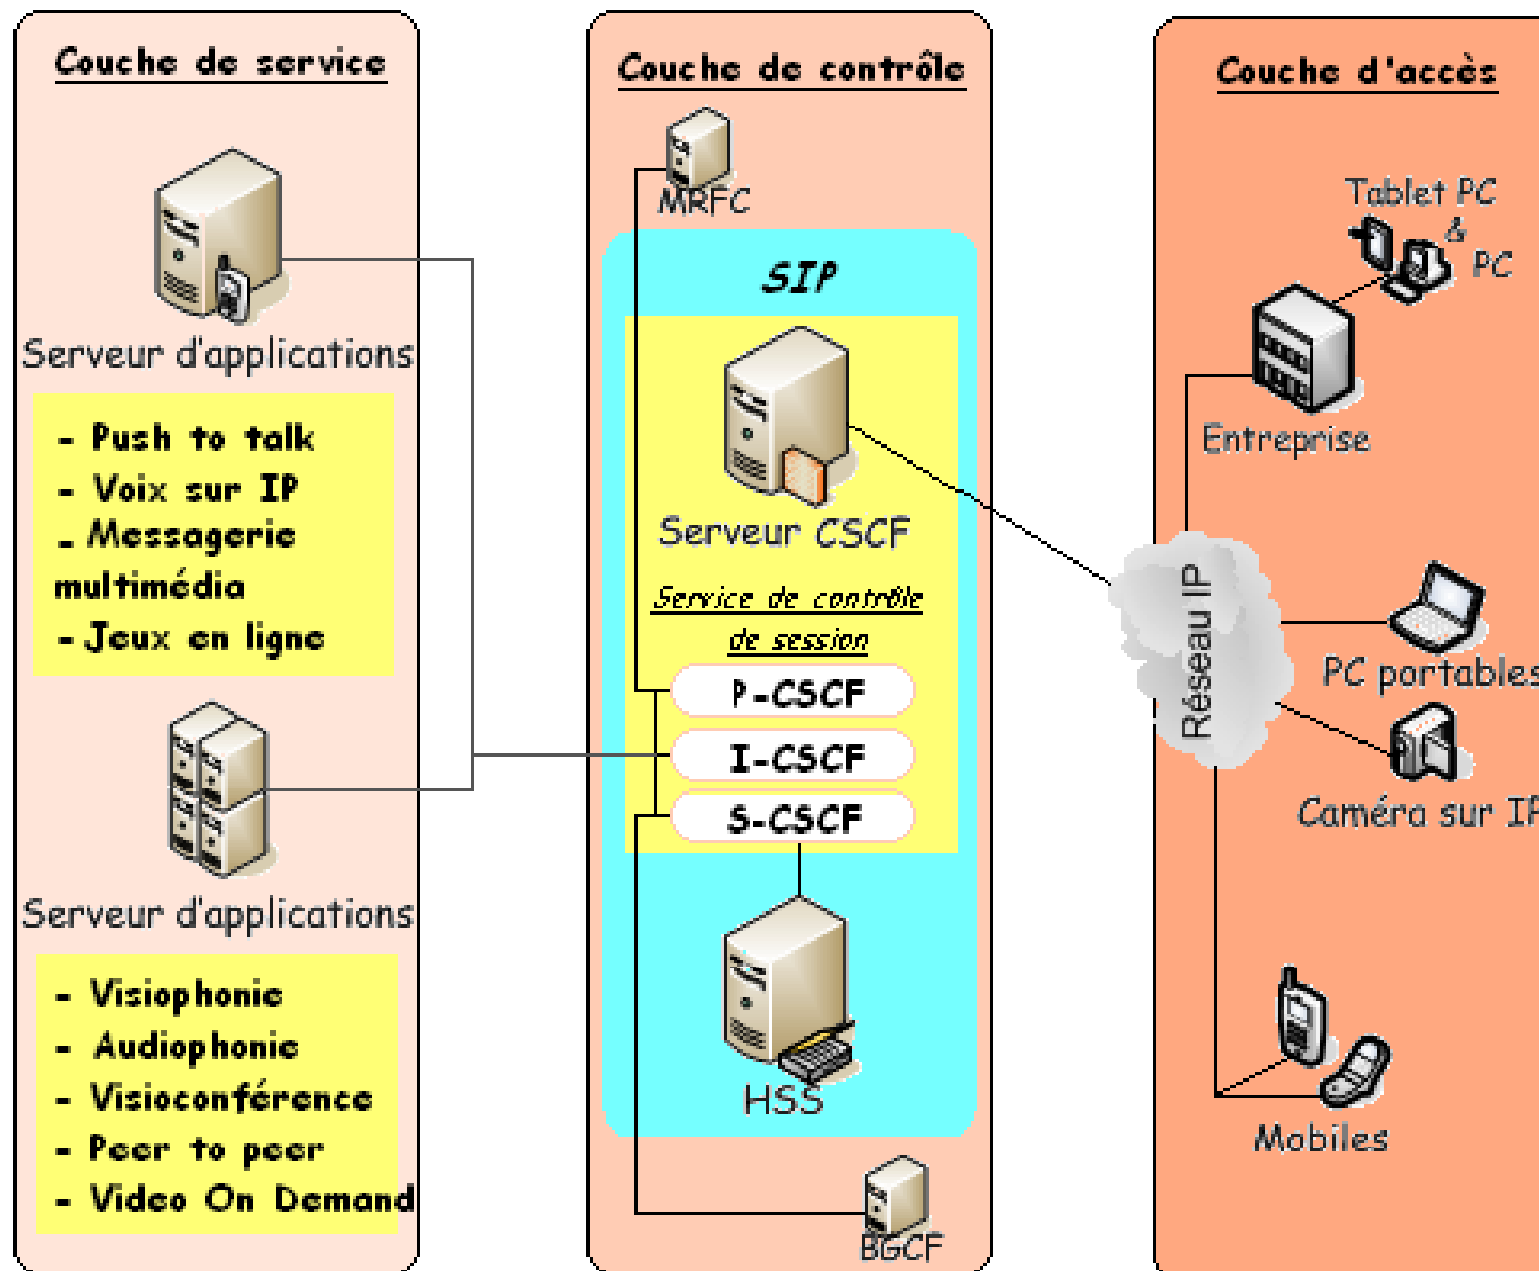 Couche de service
Serveur d'applications
- Push to talk
- Voix sur IP
- Messagerie
multimédia
- Jeux en ligne
Serveur d'applications
- Visiophonie
- Audiophonie
- Visioconférence
- Peer to peer
- Video On Demand
Couche de contrôle
MRFC
SIP
Serveur CSCF
Service de contrôle
de session
P-CSCF
I-CSCF
S-CSCF
HSS
BGCF
Couche d'accès
Tablet PC
&
PC
Entreprise
Réseau IP
PC portables
Caméra sur IP
Mobiles